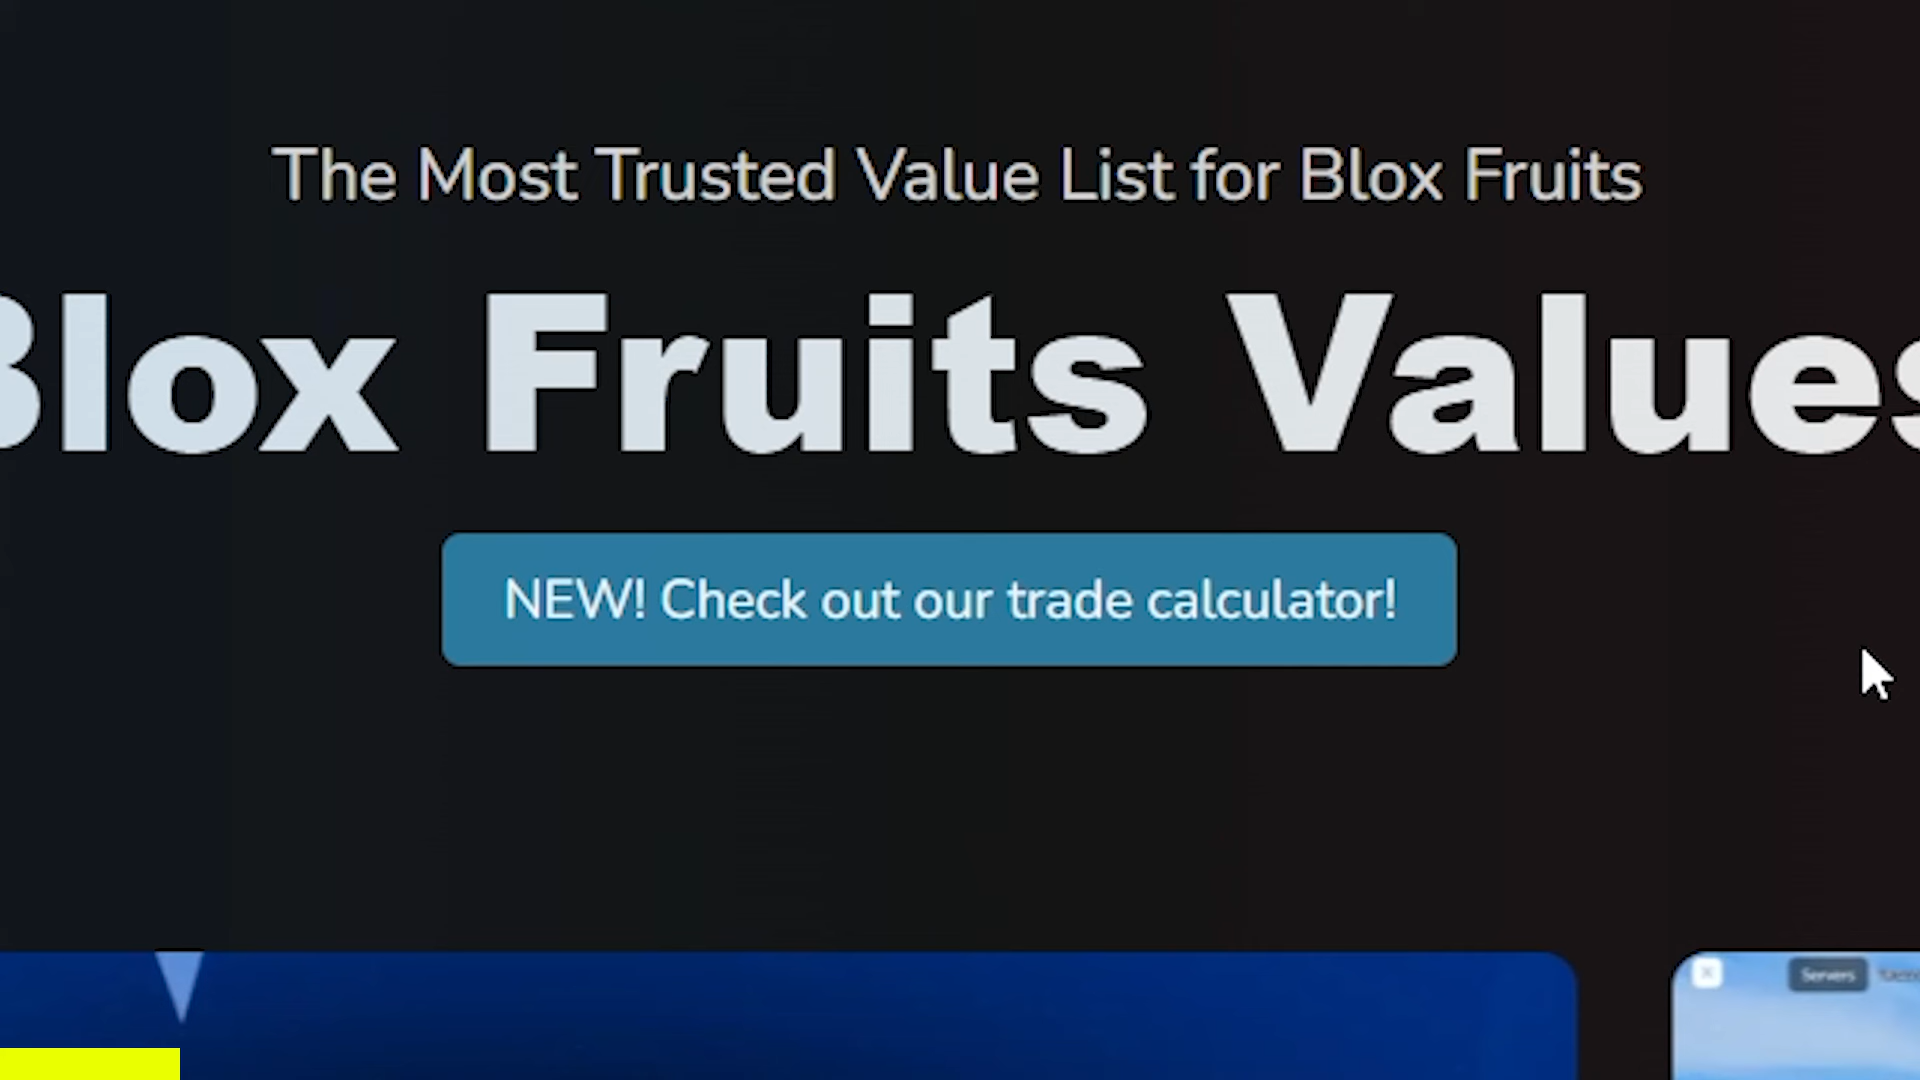 The Most Trusted Value List for Blox Fruits
Blox Fruits Values
NEW! Check out our trade calculator!
Servers